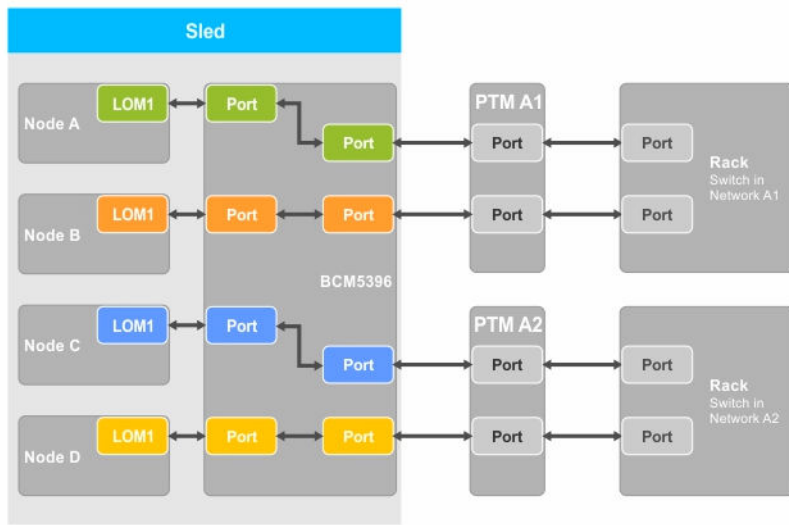 Sled
Node A
LOM1
Port
Port
PTM A1
Port
Port
Rack
Switch in
Network A1
Node B
LOM1
Port
Port
Port
Port
BCM5396
Node C
LOM1
Port
Port
PTM A2
Port
Port
Rack
Switch in
Network A2
Node D
LOM1
Port
Port
Port
Port